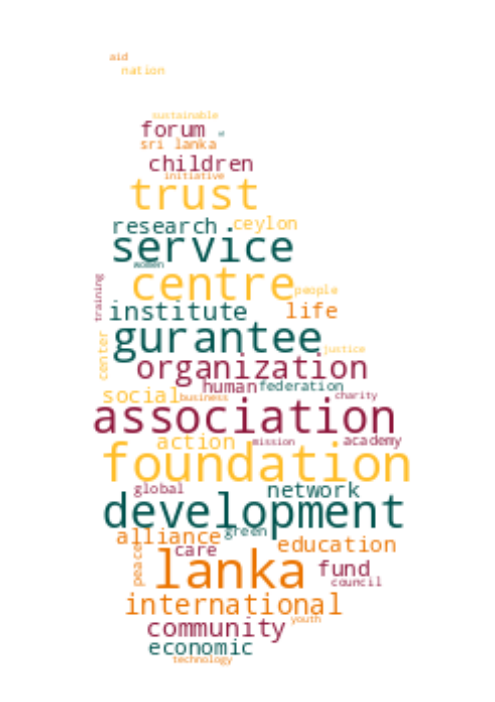 aid
nation
sustainable
forum
sri lanka
children
initiative
trust
research
ceylon
service
women
centre
people
training
institute
life
gurantee
justice
center
organization
human
federation
social
business
charity
association
action
mission
academy
foundation
global
network
development
alliance
green
education
care
peace
lanka
fund
council
international
youth
community
economic
technology